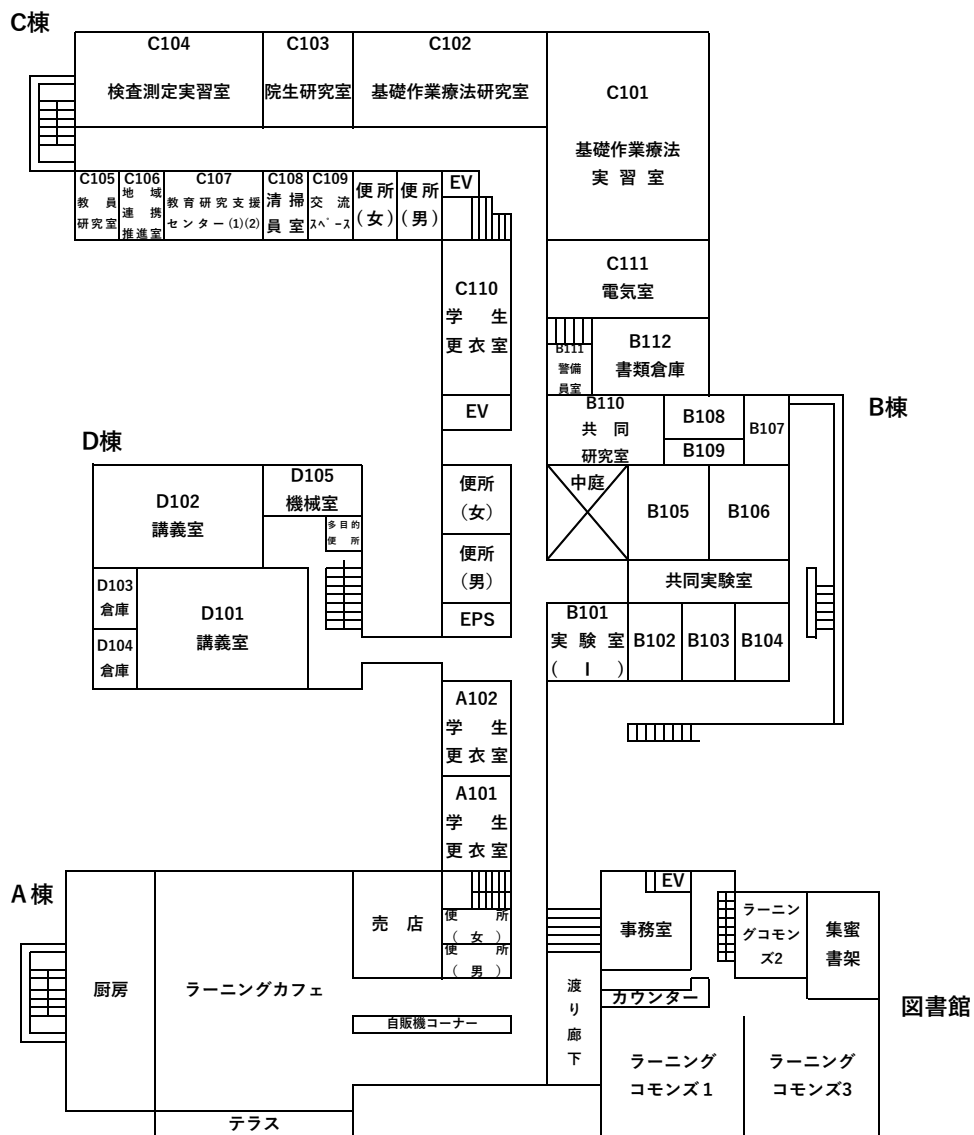 C棟
C104
検査測定実習室
C103
院生研究室
C102
基礎作業療法研究室
C101
基礎作業療法
実習室
C105
教員
研究室
C106
地域
連携
推進室
C107
教育研究支援
センター(1)(2)
C108
清掃
員室
C109
交流
スペース
便所
（女）
便所
（男）
EV
C110
学生
更衣室
EV
C111
電気室
B111
警備
員室
B112
書類倉庫
B棟
B110
共同
研究室
B108
B109
B107
中庭
B105
B106
共同実験室
B101
実験室
(Ⅰ)
B102
B103
B104
D棟
D102
講義室
D105
機械室
多目的
便所
D103
倉庫
D104
倉庫
D101
講義室
便所
（女）
便所
（男）
EPS
A102
学生
更衣室
A101
学生
更衣室
A棟
厨房
ラーニングカフェ
売店
便所
（女）
便所
（男）
自販機コーナー
テラス
渡り廊下
EV
事務室
カウンター
ラーニン
グコモン
ズ2
集蜜
書架
図書館
ラーニング
コモンズ１
ラーニング
コモンズ3